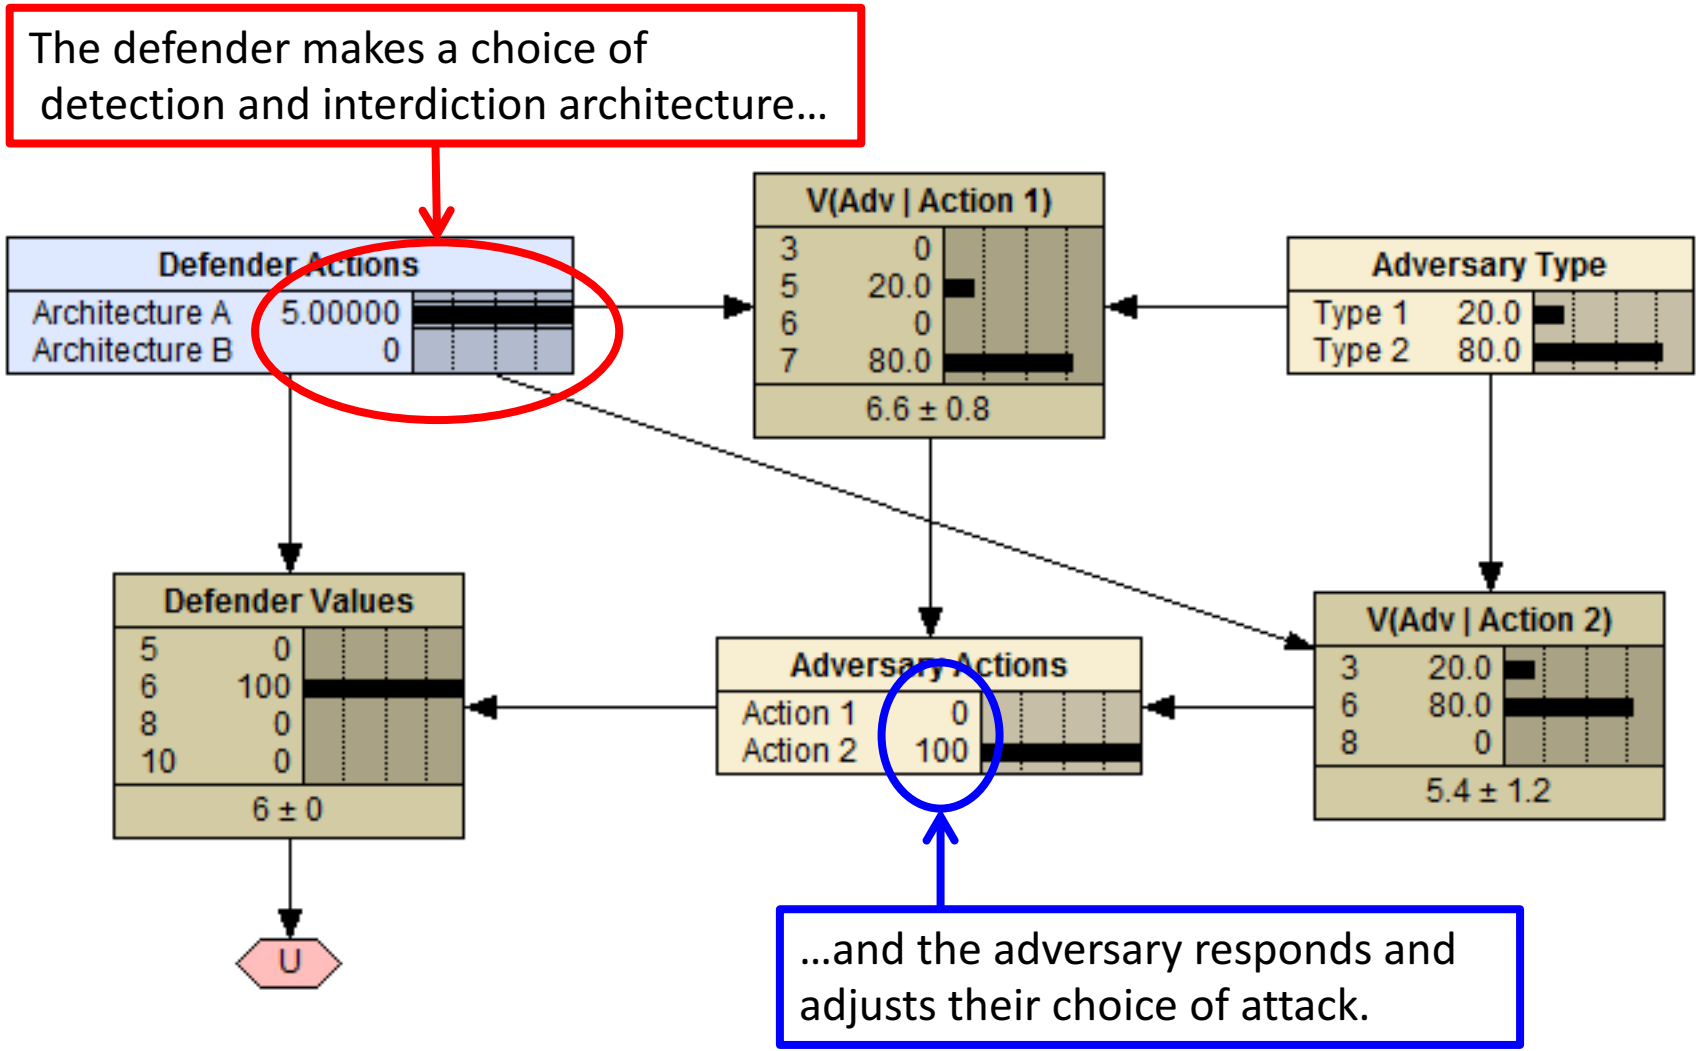 The defender makes a choice of
detection and interdiction architecture…
V(Adv | Action 1)
3 0
5 20.0
6 0
7 80.0
6.6 ± 0.8
Defender Actions
Architecture A 5.00000
Architecture B 0
Adversary Type
Type 1 20.0
Type 2 80.0
Defender Values
5 0
6 100
8 0
10 0
6 ± 0
Adversary Actions
Action 1 0
Action 2 100
V(Adv | Action 2)
3 20.0
6 80.0
8 0
5.4 ± 1.2
U
…and the adversary responds and
adjusts their choice of attack.